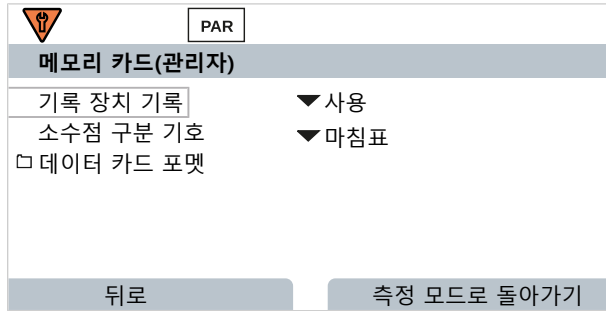 PAR
메모리 카드(관리자)
기록 장치 기록 사용
소수점 구분 기호 마침표
데이터 카드 포멧
뒤로 측정 모드로 돌아가기